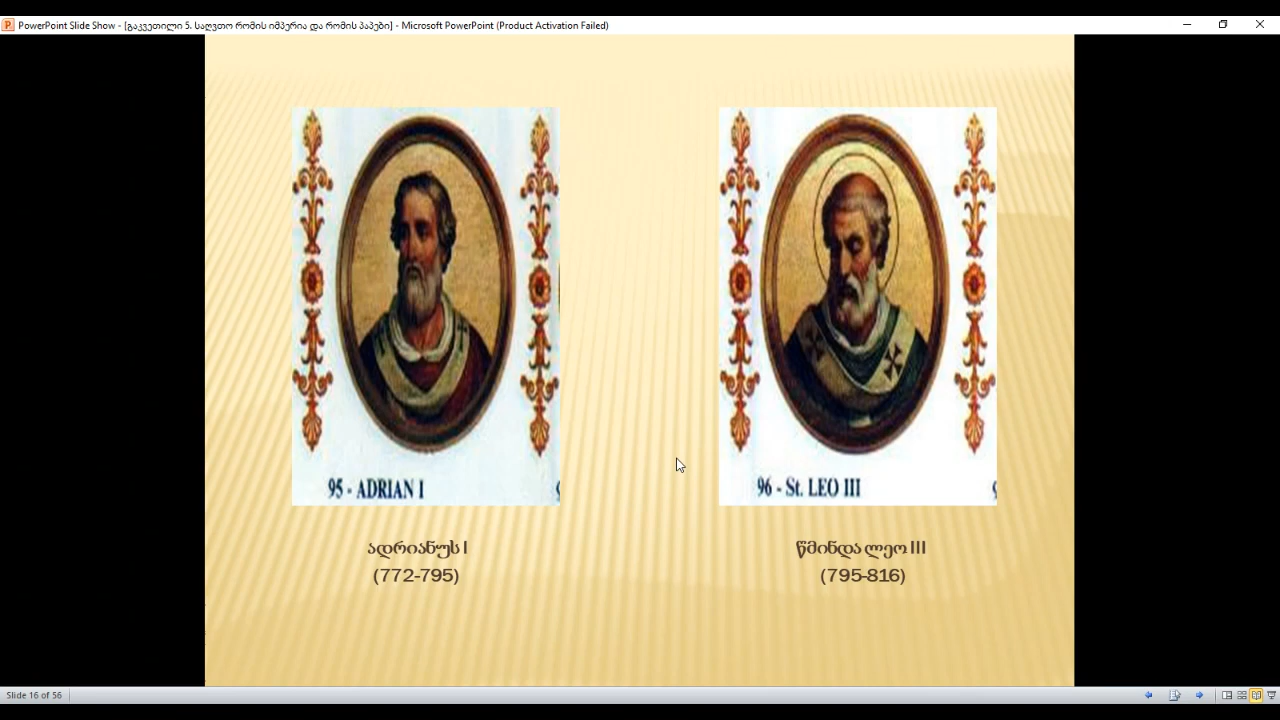 PowerPoint Slide Show - [გაკვეთილი 5. საღვთო რომის იმპერია და რომის პაპები] - Microsoft PowerPoint (Product Activation Failed)
95 - ADRIAN I
96 - St. LEO III
ადრიანუს I
(772-795)
წმინდა ლეო III
(795-816)
Slide 16 of 56